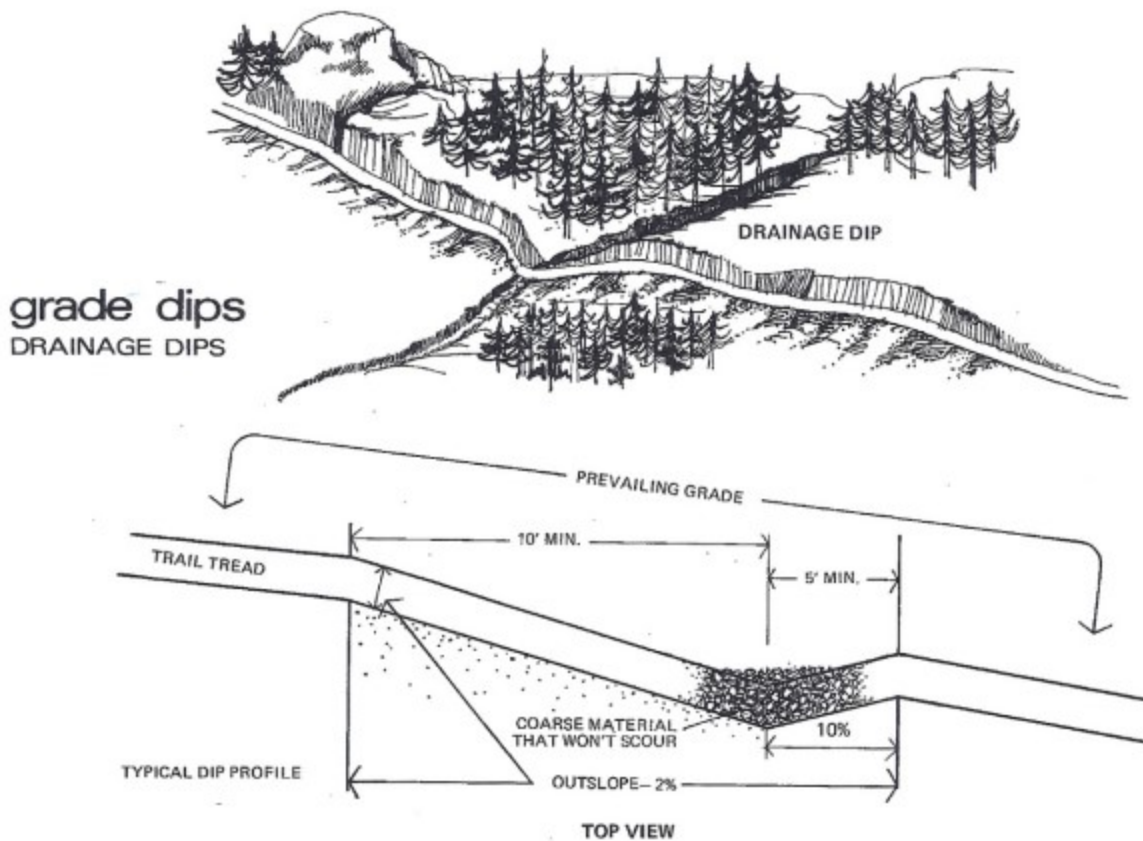 DRAINAGE DIP
grade dips
DRAINAGE DIPS
PREVAILING GRADE
10' MIN.
TRAIL TREAD
5' MIN.
COARSE MATERIAL
THAT WON'T SCOUR
10%
TYPICAL DIP PROFILE
OUTSLOPE—2%
TOP VIEW